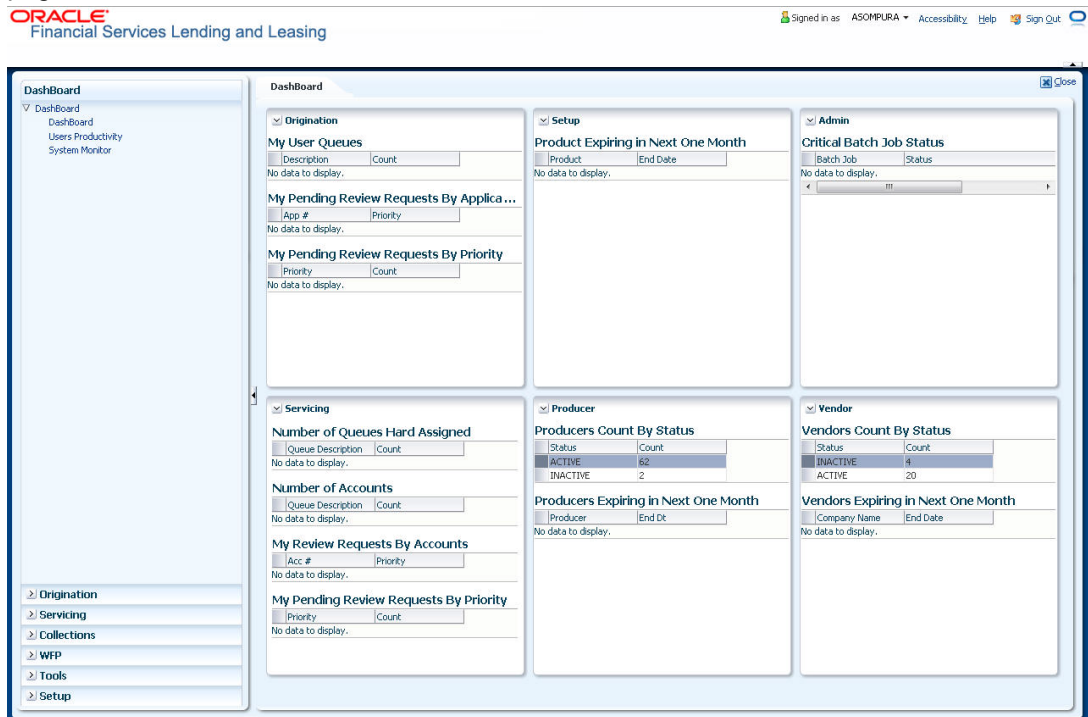 ORACLE
Financial Services Lending and Leasing
Signed in as ASOMPURA Accessibility Help Sign Out
DashBoard
DashBoard
DashBoard
Users Productivity
System Monitor
Origination
Servicing
Collections
WFP
Tools
Setup
DashBoard
Close
Origination
My User Queues
Description Count
No data to display.
My Pending Review Requests By Applica...
App # Priority
No data to display.
My Pending Review Requests By Priority
Priority Count
No data to display.
Setup
Product Expiring in Next One Month
Product End Date
No data to display.
Admin
Critical Batch Job Status
Batch Job Status
No data to display.
Servicing
Number of Queues Hard Assigned
Queue Description Count
No data to display.
Number of Accounts
Queue Description Count
No data to display.
My Review Requests By Accounts
Acc # Priority
No data to display.
My Pending Review Requests By Priority
Priority Count
No data to display.
Producer
Producers Count By Status
Status Count
ACTIVE 62
INACTIVE 2
Producers Expiring in Next One Month
Producer End Dt
No data to display.
Vendor
Vendors Count By Status
Status Count
INACTIVE 4
ACTIVE 20
Vendors Expiring in Next One Month
Company Name End Date
No data to display.